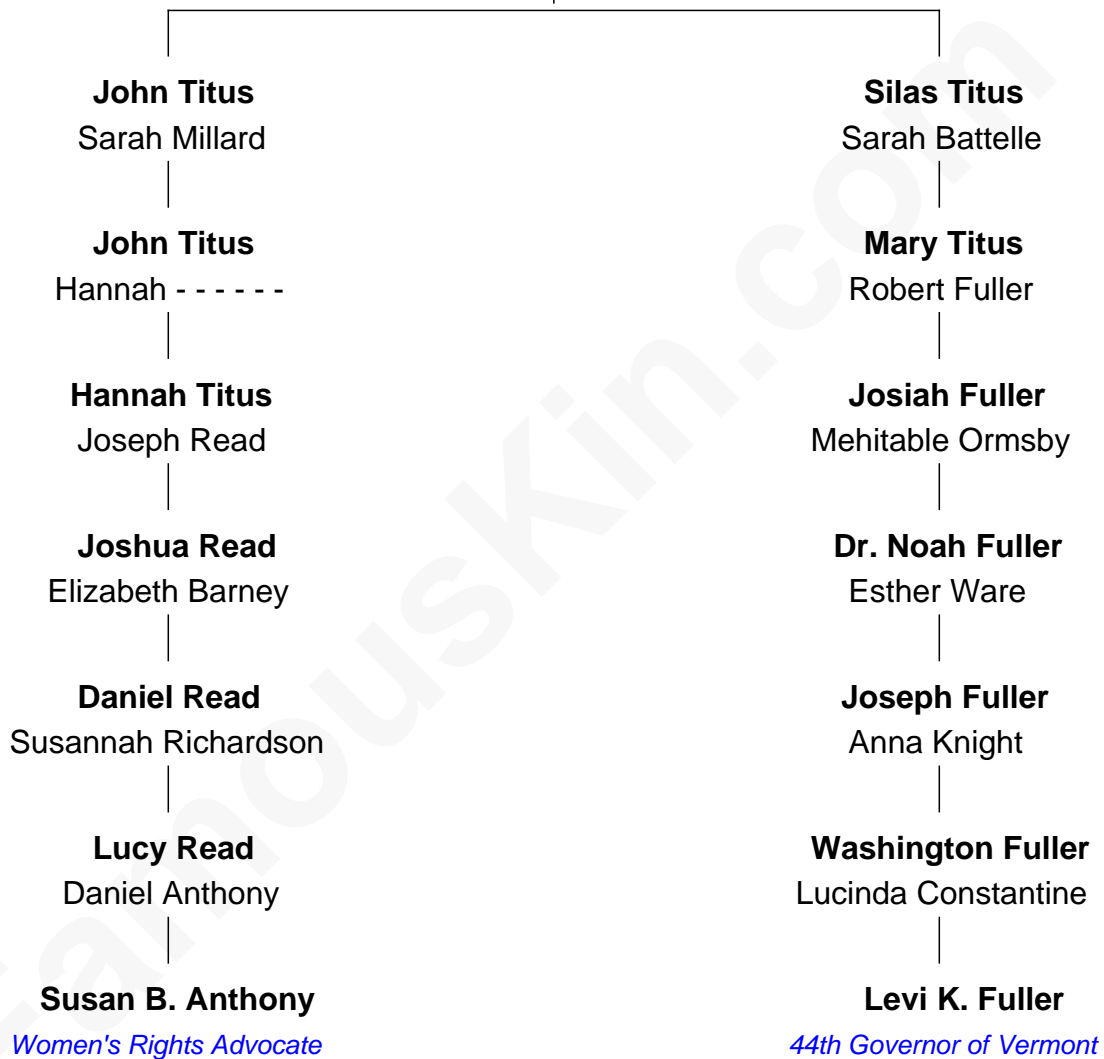 John Titus
Sarah Millard
John Titus
Hannah - - - - - -
Hannah Titus
Joseph Read
Joshua Read
Elizabeth Barney
Daniel Read
Susannah Richardson
Lucy Read
Daniel Anthony
Susan B. Anthony
Women's Rights Advocate
Silas Titus
Sarah Battelle
Mary Titus
Robert Fuller
Josiah Fuller
Mehitable Ormsby
Dr. Noah Fuller
Esther Ware
Joseph Fuller
Anna Knight
Washington Fuller
Lucinda Constantine
Levi K. Fuller
44th Governor of Vermont
FamousKin.com